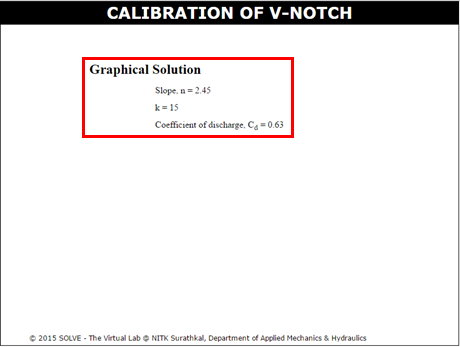 CALIBRATION OF V-NOTCH
Graphical Solution
Slope, n = 2.45
k = 15
Coefficient of discharge, Cd = 0.63
© 2015 SOLVE - The Virtual Lab @ NITK Surathkal, Department of Applied Mechanics & Hydraulics